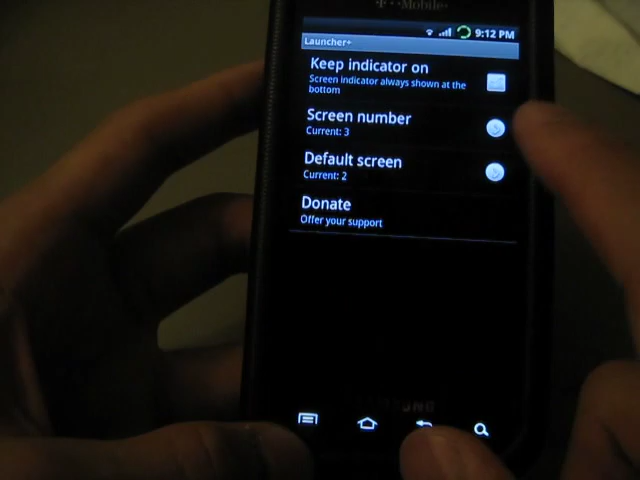 T··Mobile·
9:12 PM
Launcher+
Keep indicator on
Screen indicator always shown at the
bottom
Screen number
Current: 3
Default screen
Current: 2
Donate
Offer your support
SAMSUNG